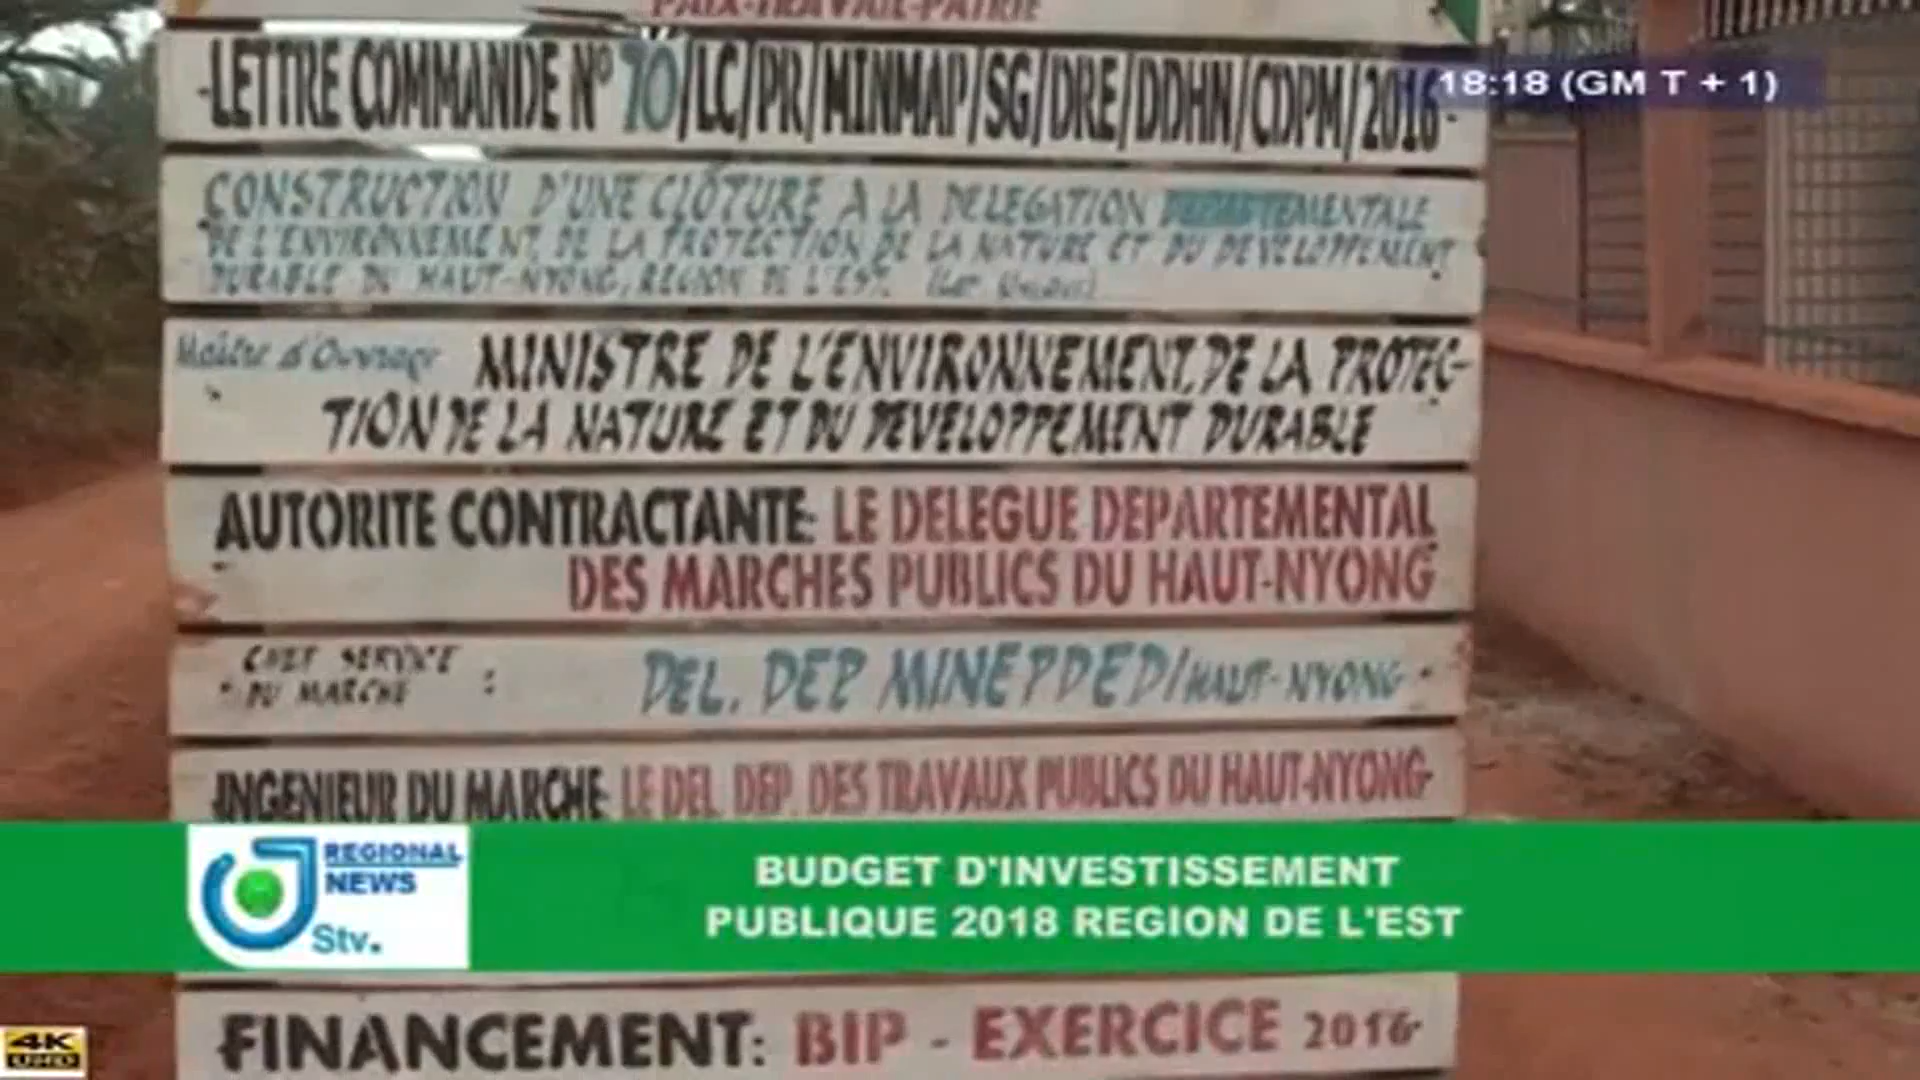 PAIX-TRAVAIL-PATRIE
-LETTRE COMMANDE N° 70/LC/PR/MINMAP/SG/DRE/DDHN/CDPM/2016-
18:18 (GMT + 1)
CONSTRUCTION D'UNE CLÔTURE A LA DELEGATION DEPARTEMENTALE
DE L'ENVIRONNEMENT, DE LA PROTECTION DE LA NATURE ET DU DEVELOPPEMENT
DURABLE DU HAUT-NYONG, REGION DE L'EST.
Maître d'Ouvrage MINISTRE DE L'ENVIRONNEMENT, DE LA PROTEC-
TION DE LA NATURE ET DU DEVELOPPEMENT DURABLE
AUTORITE CONTRACTANTE: LE DELEGUE DEPARTEMENTAL
DES MARCHES PUBLICS DU HAUT-NYONG
CHEF SERVICE
DU MARCHE : DEL. DEP MINEPDED/HAUT-NYONG
INGENIEUR DU MARCHE: LE DEL. DEP. DES TRAVAUX PUBLICS DU HAUT-NYONG
REGIONAL
NEWS
Stv.
BUDGET D'INVESTISSEMENT
PUBLIQUE 2018 REGION DE L'EST
FINANCEMENT: BIP - EXERCICE 2016
4K
UHD